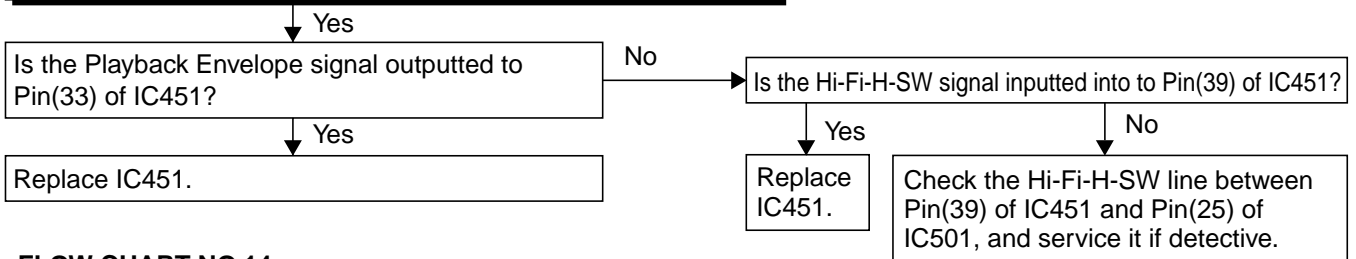 Yes
Is the Playback Envelope signal outputted to
Pin(33) of IC451?
No
Is the Hi-Fi-H-SW signal inputted into to Pin(39) of IC451?
Yes
Replace IC451.
Yes
Replace
IC451.
No
Check the Hi-Fi-H-SW line between
Pin(39) of IC451 and Pin(25) of
IC501, and service it if detective.
FLOW CHART NO.14